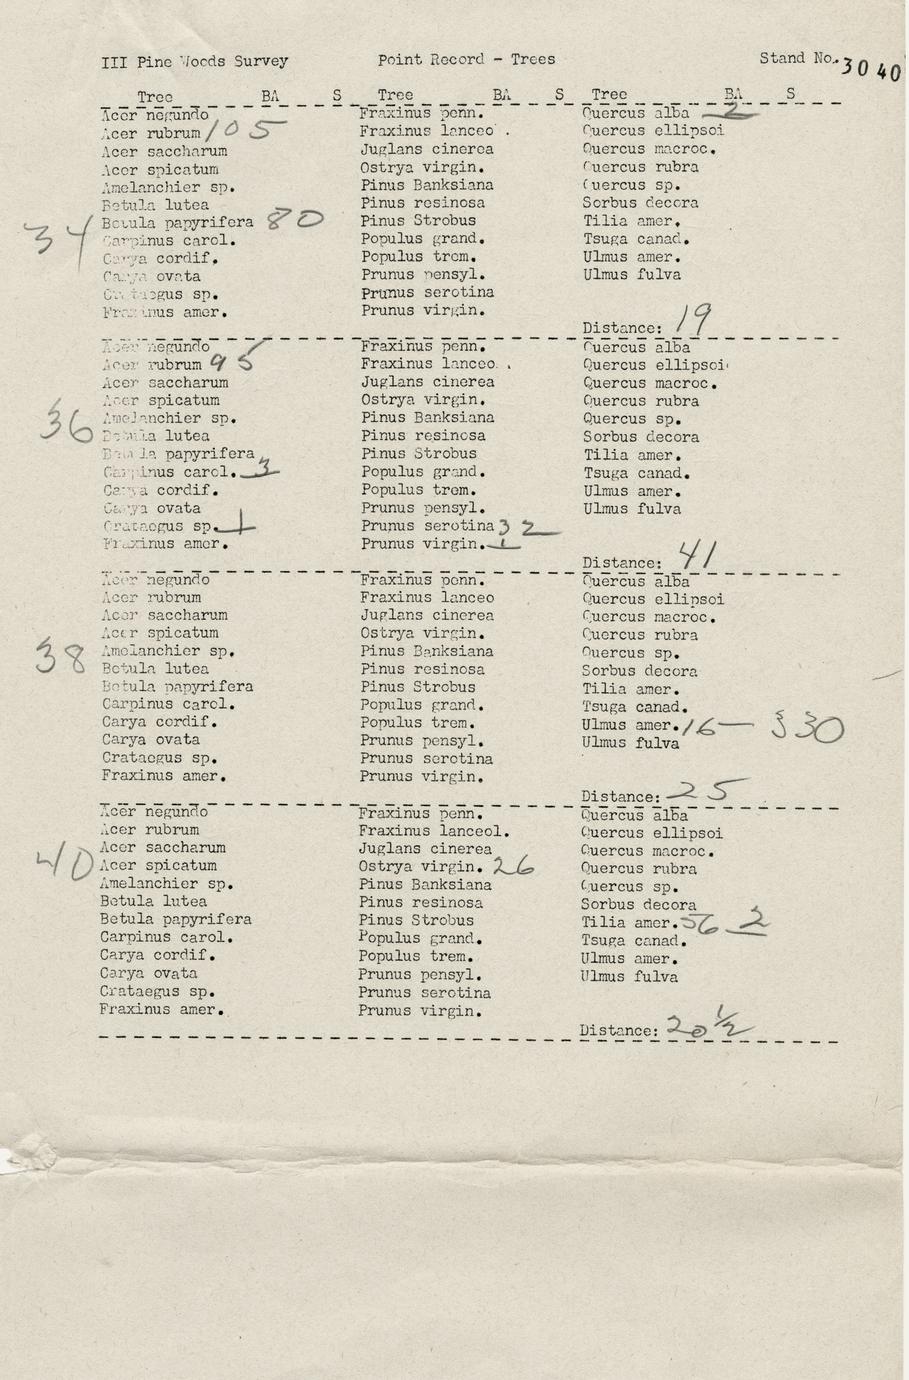 III Pine Woods Survey Point Record - Trees Stand No. 3040
Tree BA S Tree BA S Tree BA S
Acer negundo Fraxinus penn. Quercus alba 2
Acer rubrum 105 Fraxinus lanceo . Quercus ellipsoi
Acer saccharum Juglans cinerea Quercus macroc.
Acer spicatum Ostrya virgin. Quercus rubra
Amelanchier sp. Pinus Banksiana Quercus sp.
Betula lutea Pinus resinosa Sorbus decora
34 Betula papyrifera 80 Pinus Strobus Tilia amer.
Carpinus carol. Populus grand. Tsuga canad.
Carya cordif. Populus trem. Ulmus amer.
Carya ovata Prunus pensyl. Ulmus fulva
Crataegus sp. Prunus serotina
Fraxinus amer. Prunus virgin.
Distance: 19
Acer negundo Fraxinus penn. Quercus alba
Acer rubrum 95 Fraxinus lanceo. . Quercus ellipsoi
Acer saccharum Juglans cinerea Quercus macroc.
Acer spicatum Ostrya virgin. Quercus rubra
36 Amelanchier sp. Pinus Banksiana Quercus sp.
Betula lutea Pinus resinosa Sorbus decora
Betula papyrifera Pinus Strobus Tilia amer.
Carpinus carol. 3 Populus grand. Tsuga canad.
Carya cordif. Populus trem. Ulmus amer.
Carya ovata Prunus pensyl. Ulmus fulva
Crataegus sp. 1 Prunus serotina 32
Fraxinus amer. Prunus virgin. 1
Distance: 41
Acer negundo Fraxinus penn. Quercus alba
Acer rubrum Fraxinus lanceo Quercus ellipsoi
Acer saccharum Juglans cinerea Quercus macroc.
Acer spicatum Ostrya virgin. Quercus rubra
38 Amelanchier sp. Pinus Banksiana Quercus sp.
Betula lutea Pinus resinosa Sorbus decora
Betula papyrifera Pinus Strobus Tilia amer.
Carpinus carol. Populus grand. Tsuga canad.
Carya cordif. Populus trem. Ulmus amer. 16 - 330
Carya ovata Prunus pensyl. Ulmus fulva
Crataegus sp. Prunus serotina
Fraxinus amer. Prunus virgin.
Distance: 25
Acer negundo Fraxinus penn. Quercus alba
Acer rubrum Fraxinus lanceol. Quercus ellipsoi
Acer saccharum Juglans cinerea Quercus macroc.
40 Acer spicatum Ostrya virgin. 26 Quercus rubra
Amelanchier sp. Pinus Banksiana Quercus sp.
Betula lutea Pinus resinosa Sorbus decora
Betula papyrifera Pinus Strobus Tilia amer. 56 2
Carpinus carol. Populus grand. Tsuga canad.
Carya cordif. Populus trem. Ulmus amer.
Carya ovata Prunus pensyl. Ulmus fulva
Crataegus sp. Prunus serotina
Fraxinus amer. Prunus virgin.
Distance: 20 1/2